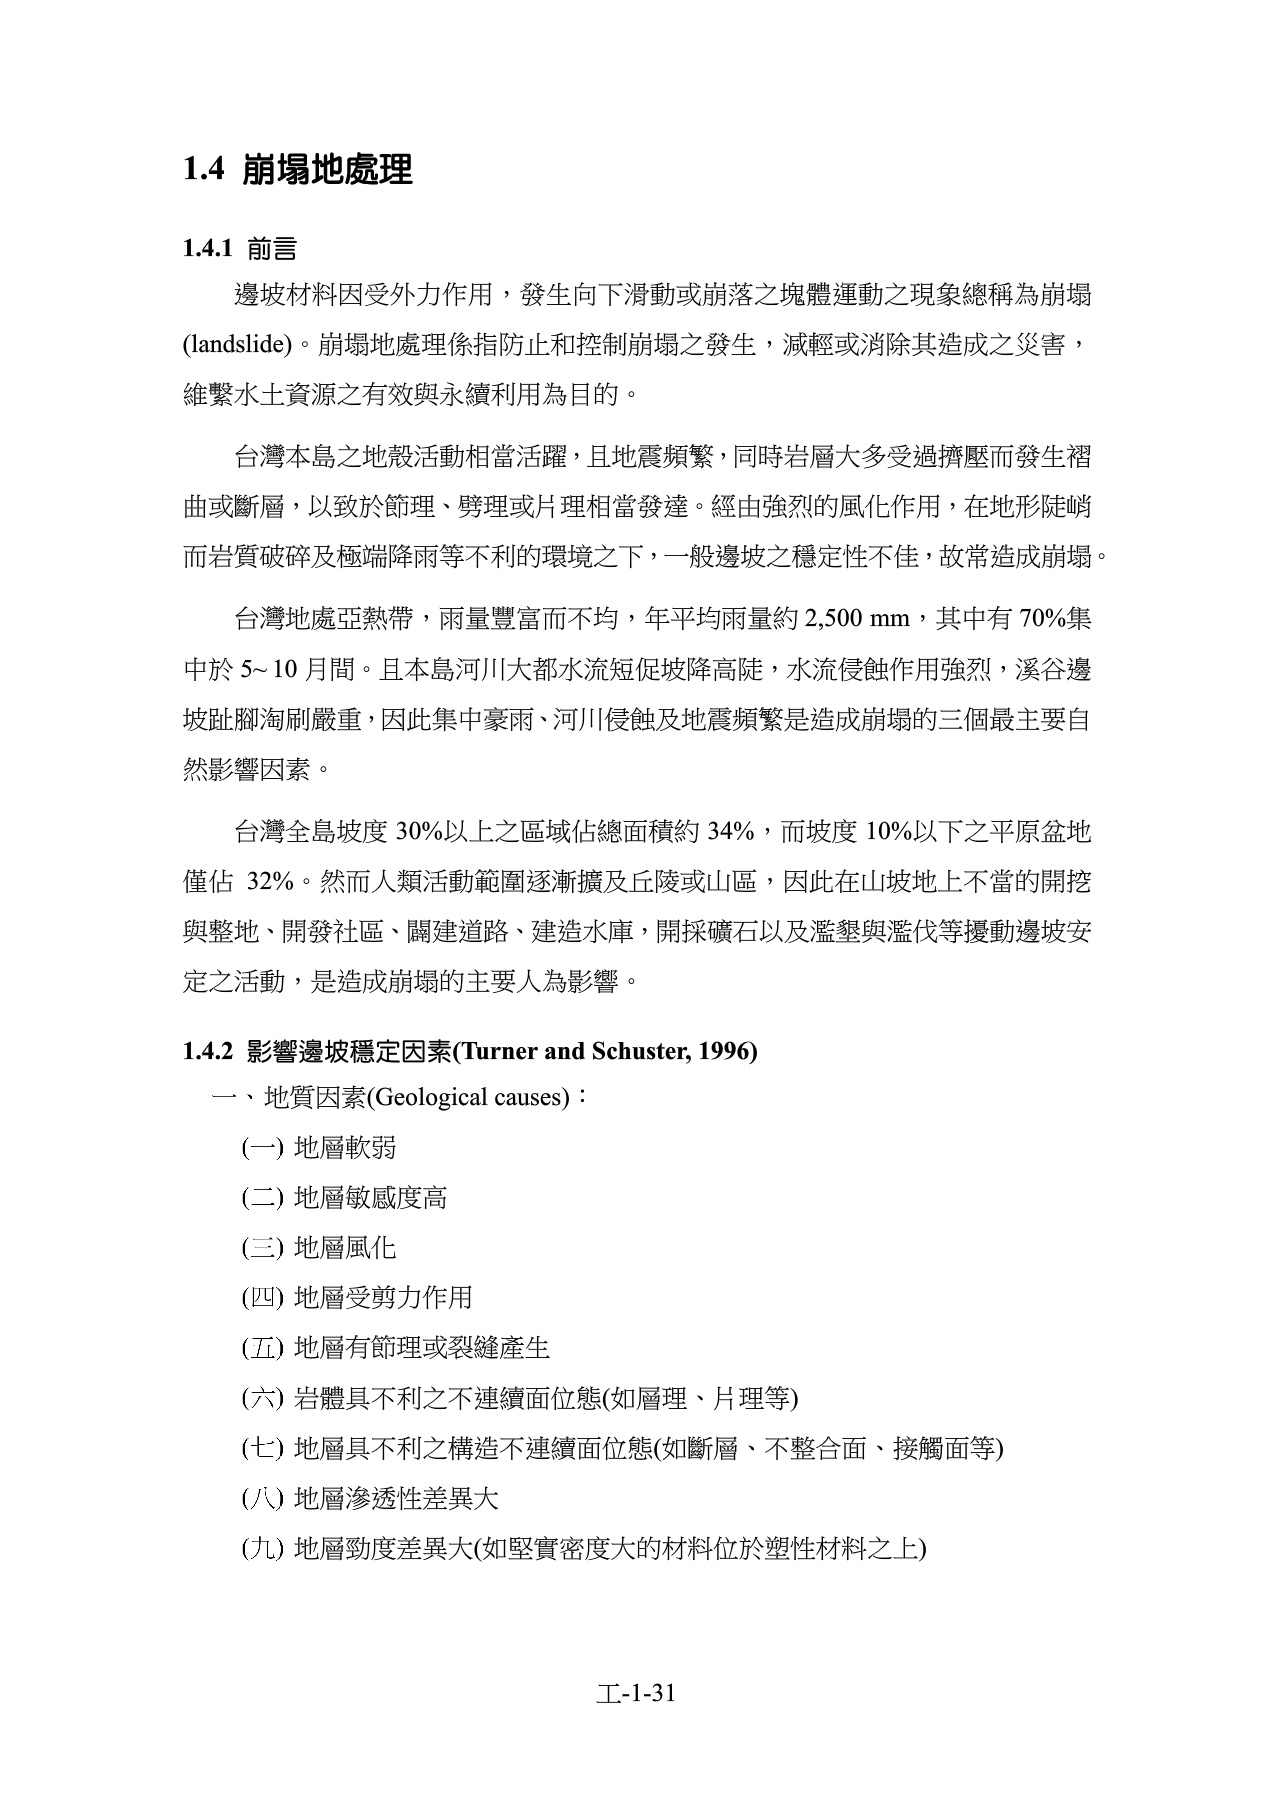 1.4 崩塌地處理
1.4.1 前言
邊坡材料因受外力作用，發生向下滑動或崩落之塊體運動之現象總稱為崩塌
(landslide)。崩塌地處理係指防止和控制崩塌之發生，減輕或消除其造成之災害，
維繫水土資源之有效與永續利用為目的。
台灣本島之地殼活動相當活躍，且地震頻繁，同時岩層大多受過擠壓而發生褶
曲或斷層，以致於節理、劈理或片理相當發達。經由強烈的風化作用，在地形陡峭
而岩質破碎及極端降雨等不利的環境之下，一般邊坡之穩定性不佳，故常造成崩塌。
台灣地處亞熱帶，雨量豐富而不均，年平均雨量約 2,500 mm，其中有 70%集
中於 5~ 10 月間。且本島河川大都水流短促坡降高陡，水流侵蝕作用強烈，溪谷邊
坡趾腳淘刷嚴重，因此集中豪雨、河川侵蝕及地震頻繁是造成崩塌的三個最主要自
然影響因素。
台灣全島坡度 30%以上之區域佔總面積約 34%，而坡度 10%以下之平原盆地
僅佔 32%。然而人類活動範圍逐漸擴及丘陵或山區，因此在山坡地上不當的開挖
與整地、開發社區、闢建道路、建造水庫，開採礦石以及濫墾與濫伐等擾動邊坡安
定之活動，是造成崩塌的主要人為影響。
1.4.2 影響邊坡穩定因素(Turner and Schuster, 1996)
一、地質因素(Geological causes)：
(一) 地層軟弱
(二) 地層敏感度高
(三) 地層風化
(四) 地層受剪力作用
(五) 地層有節理或裂縫產生
(六) 岩體具不利之不連續面位態(如層理、片理等)
(七) 地層具不利之構造不連續面位態(如斷層、不整合面、接觸面等)
(八) 地層滲透性差異大
(九) 地層勁度差異大(如堅實密度大的材料位於塑性材料之上)
工-1-31